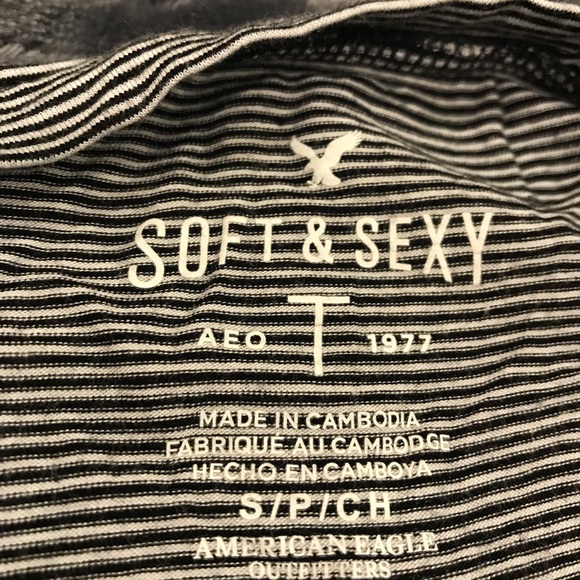 SOFT & SEXY
T
AEO 1977
MADE IN CAMBODIA
FABRIQUE AU CAMBODGE
HECHO EN CAMBOYA
S/P/CH
AMERICAN EAGLE
OUTFITTERS